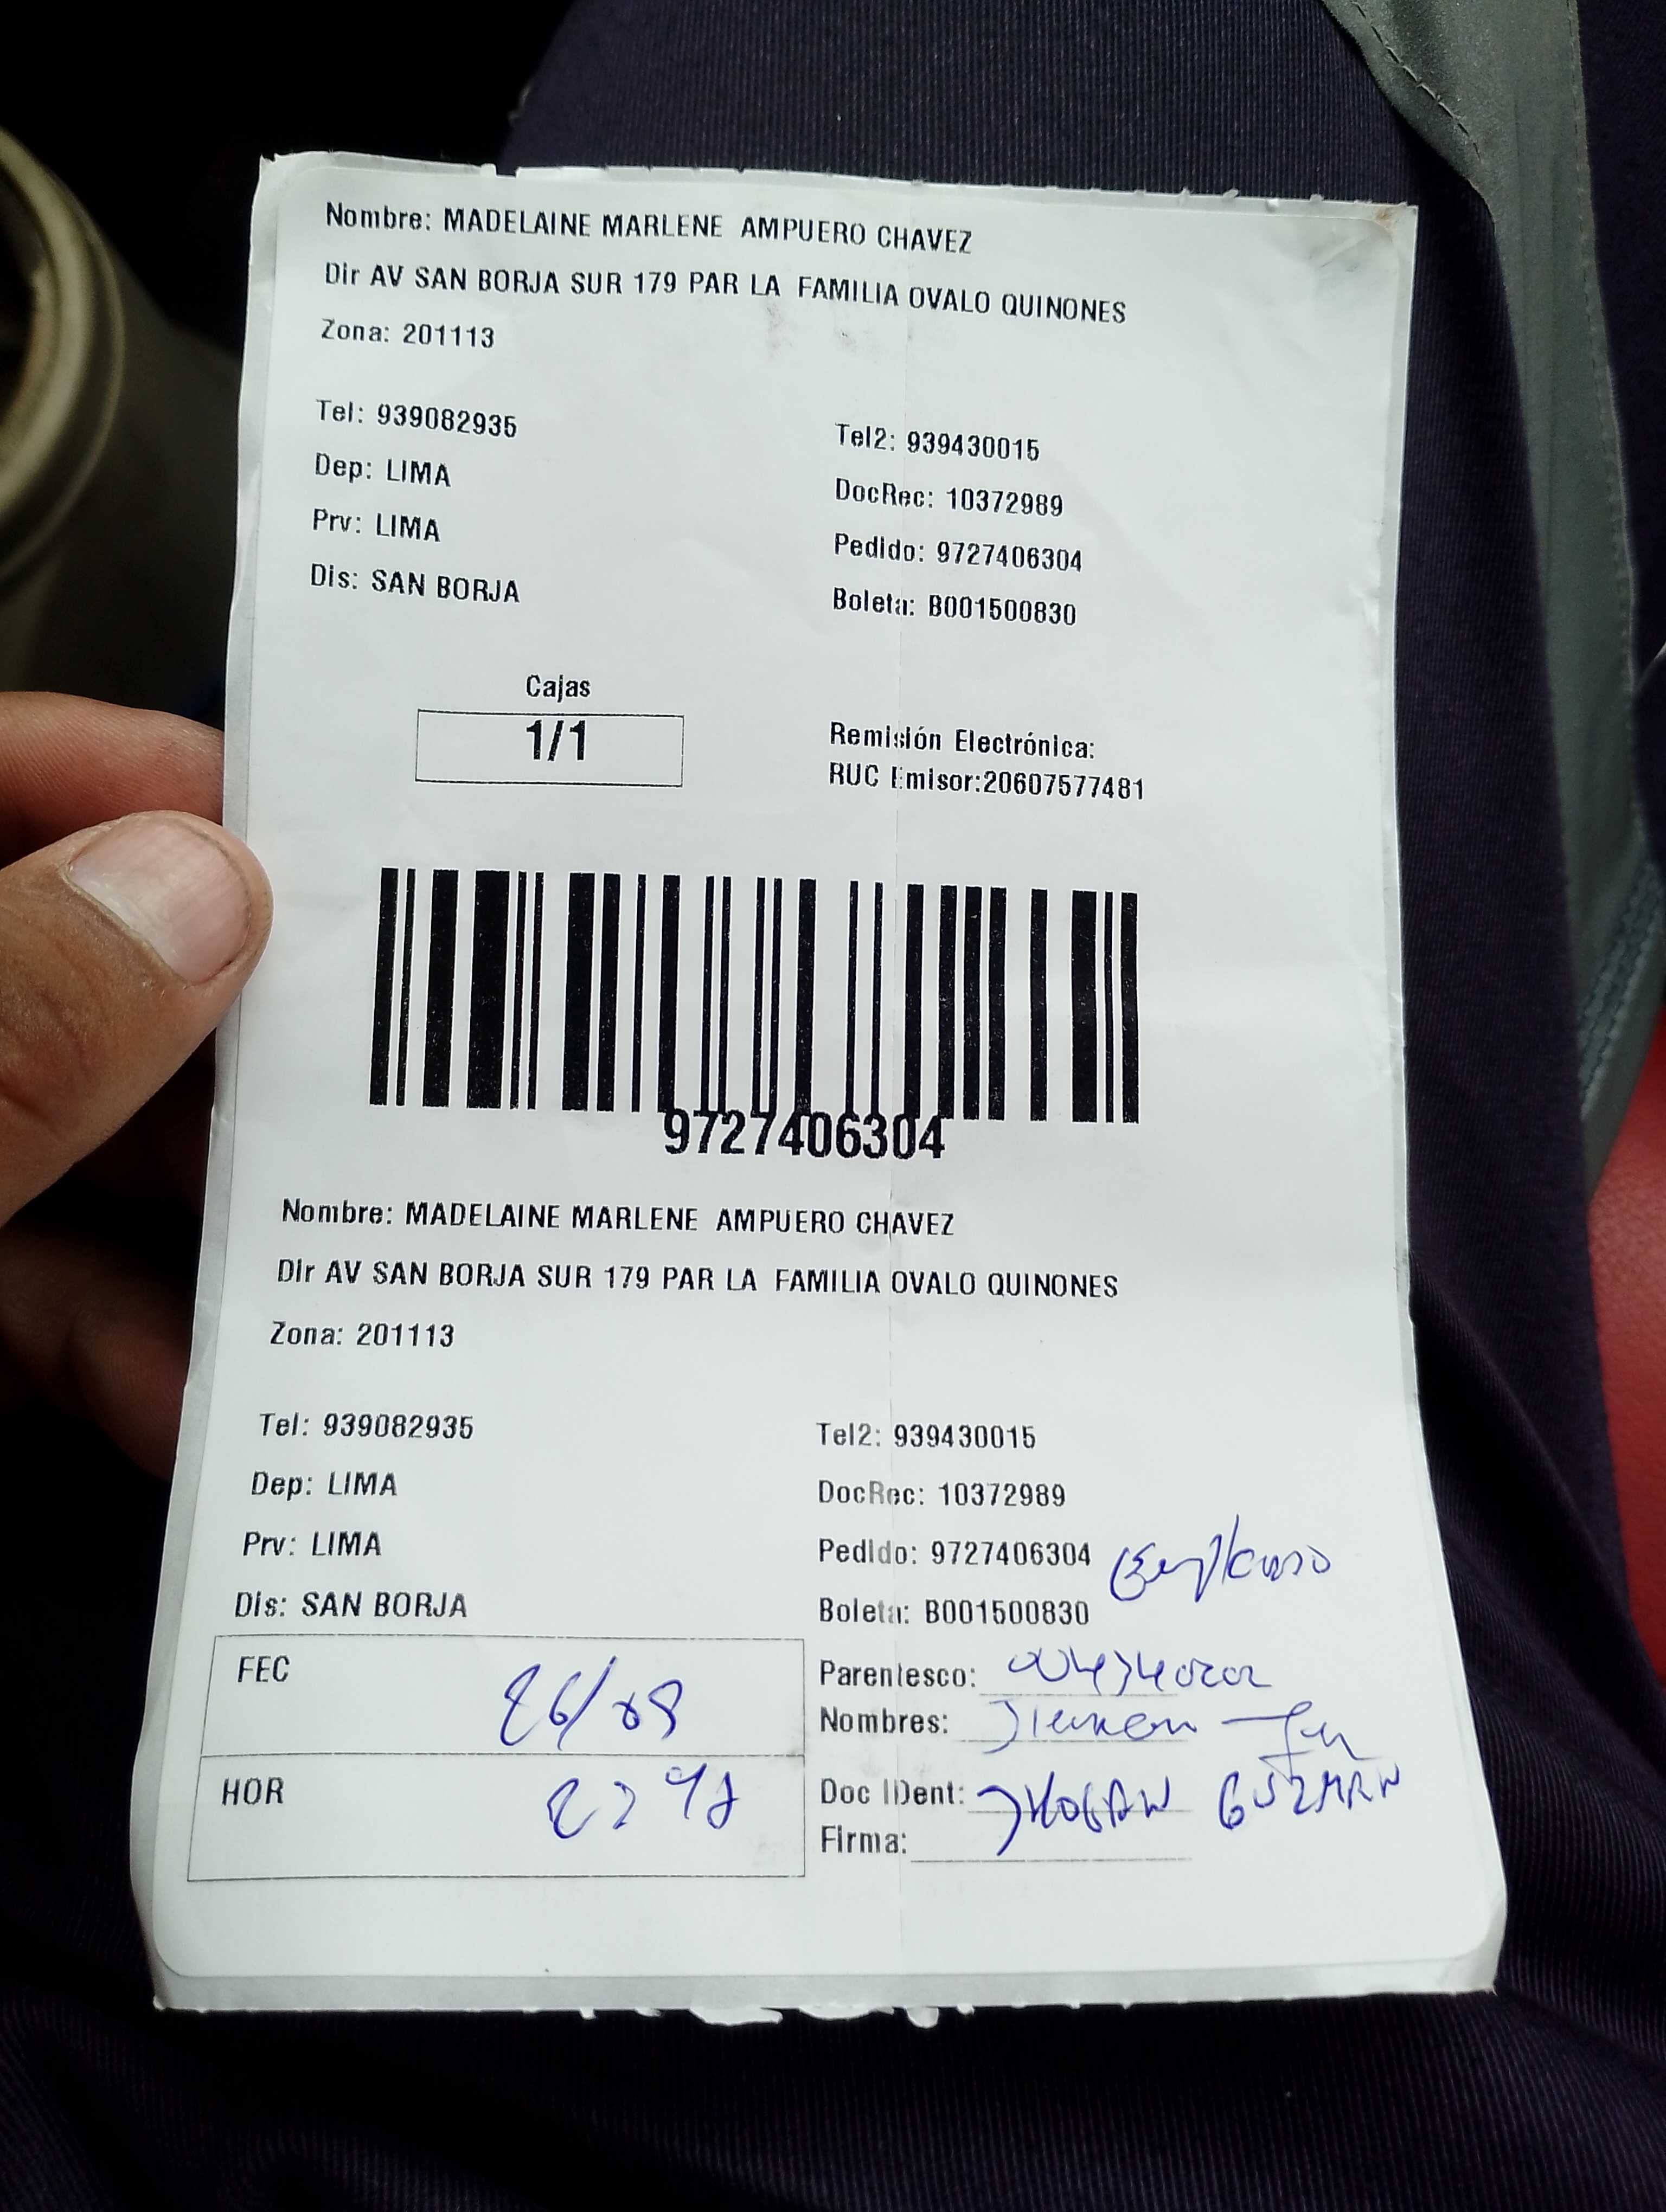 Nombre: MADELAINE MARLENE AMPUERO CHAVEZ
Dir AV SAN BORJA SUR 179 PAR LA FAMILIA OVALO QUINONES
Zona: 201113
Tel: 939082935
Tel2: 939430015
Dep: LIMA
DocRec: 10372989
Prv: LIMA
Pedido: 9727406304
Dis: SAN BORJA
Boleta: B001500830
Cajas
1/1
Remisión Electrónica:
RUC Emisor:20607577481
9727406304
Nombre: MADELAINE MARLENE AMPUERO CHAVEZ
Dir AV SAN BORJA SUR 179 PAR LA FAMILIA OVALO QUINONES
Zona: 201113
Tel: 939082935
Tel2: 939430015
Dep: LIMA
DocRec: 10372989
Prv: LIMA
Pedido: 9727406304
Dis: SAN BORJA
Boleta: B001500830
FEC
Parentesco:
Nombres:
HOR
Doc IDent: GUZMAN
Firma: